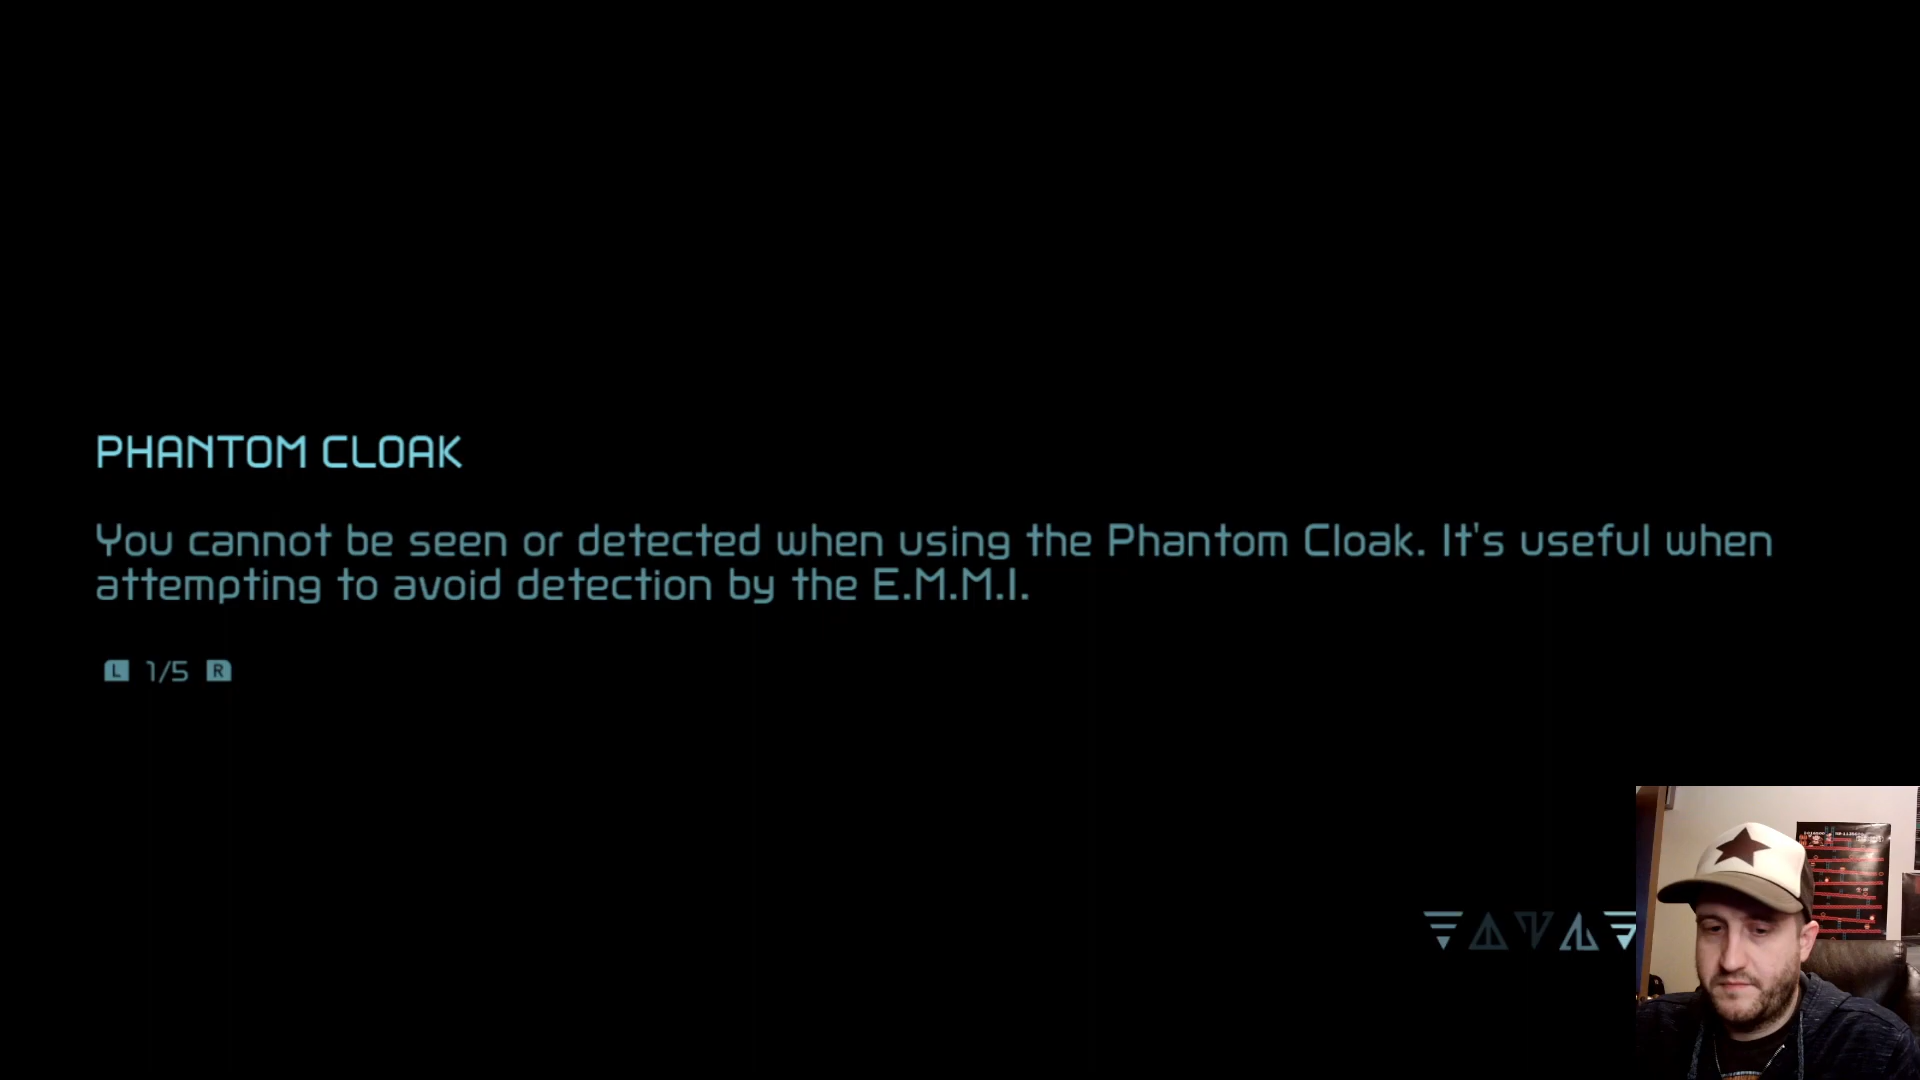 PHANTOM CLOAK
You cannot be seen or detected when using the Phantom Cloak. It's useful when
attempting to avoid detection by the E.M.M.I.
L 1/5 R